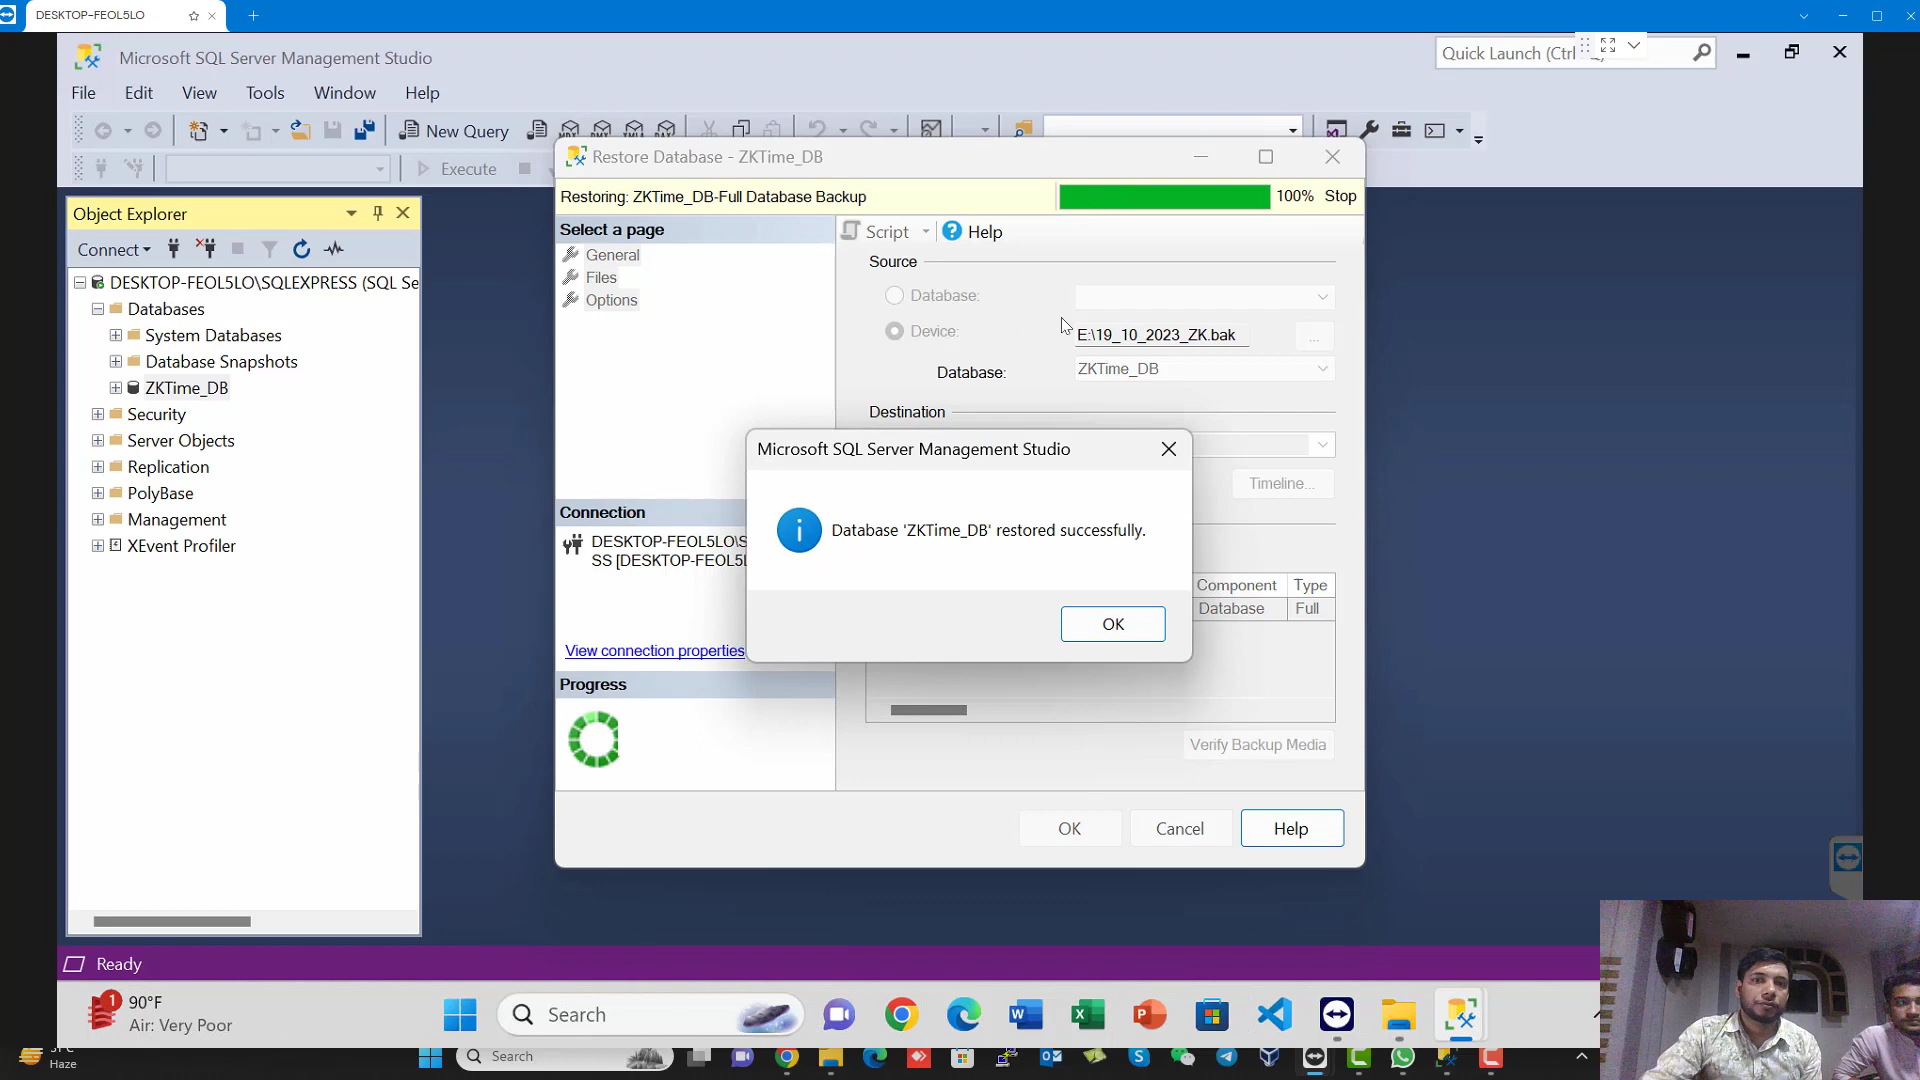 DESKTOP-FEOL5LO
Microsoft SQL Server Management Studio
Quick Launch (Ctrl
File Edit View Tools Window Help
New Query
Execute
Object Explorer
Connect
DESKTOP-FEOL5LO\SQLEXPRESS (SQL Se
Databases
System Databases
Database Snapshots
ZKTime_DB
Security
Server Objects
Replication
PolyBase
Management
XEvent Profiler
Restore Database - ZKTime_DB
Restoring: ZKTime_DB-Full Database Backup
100% Stop
Select a page
General
Files
Options
Script Help
Source
Database:
Device: E:\19_10_2023_ZK.bak ...
Database: ZKTime_DB
Destination
Timeline...
Component Type
Database Full
Verify Backup Media
Connection
DESKTOP-FEOL5LO\S
SS [DESKTOP-FEOL5L
View connection properties
Progress
OK Cancel Help
Microsoft SQL Server Management Studio
Database 'ZKTime_DB' restored successfully.
OK
Ready
1
90°F
Air: Very Poor
Search
Haze
Search